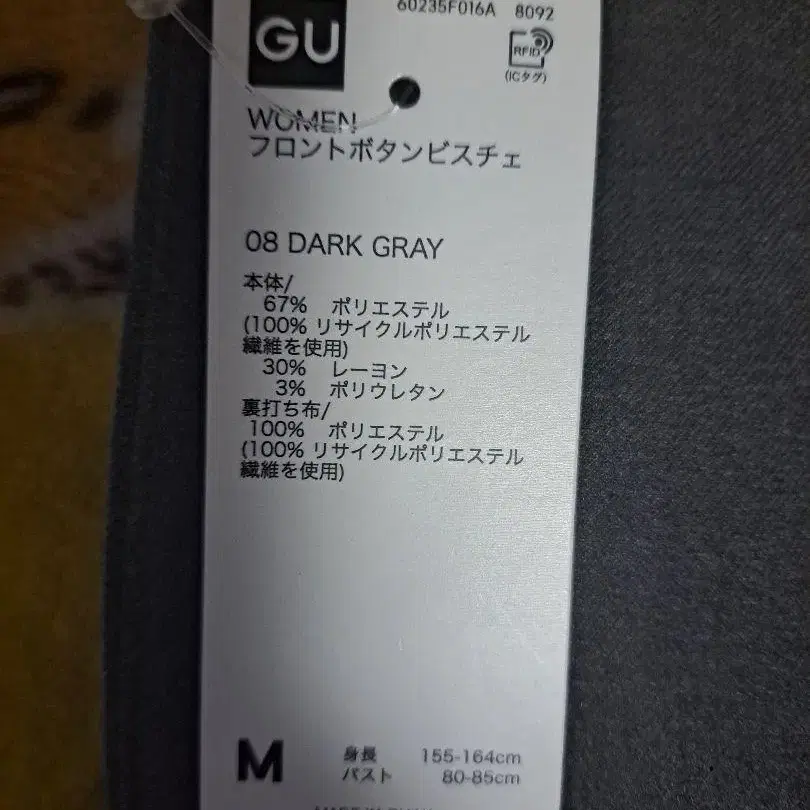 60235F016A 8092
GU
RFID
(ICタグ)
WOMEN
フロントボタンビスチェ
08 DARK GRAY
本体/
67% ポリエステル
(100% リサイクルポリエステル
繊維を使用)
30% レーヨン
3% ポリウレタン
裏打ち布/
100% ポリエステル
(100% リサイクルポリエステル
繊維を使用)
M
身長 155-164cm
バスト 80-85cm